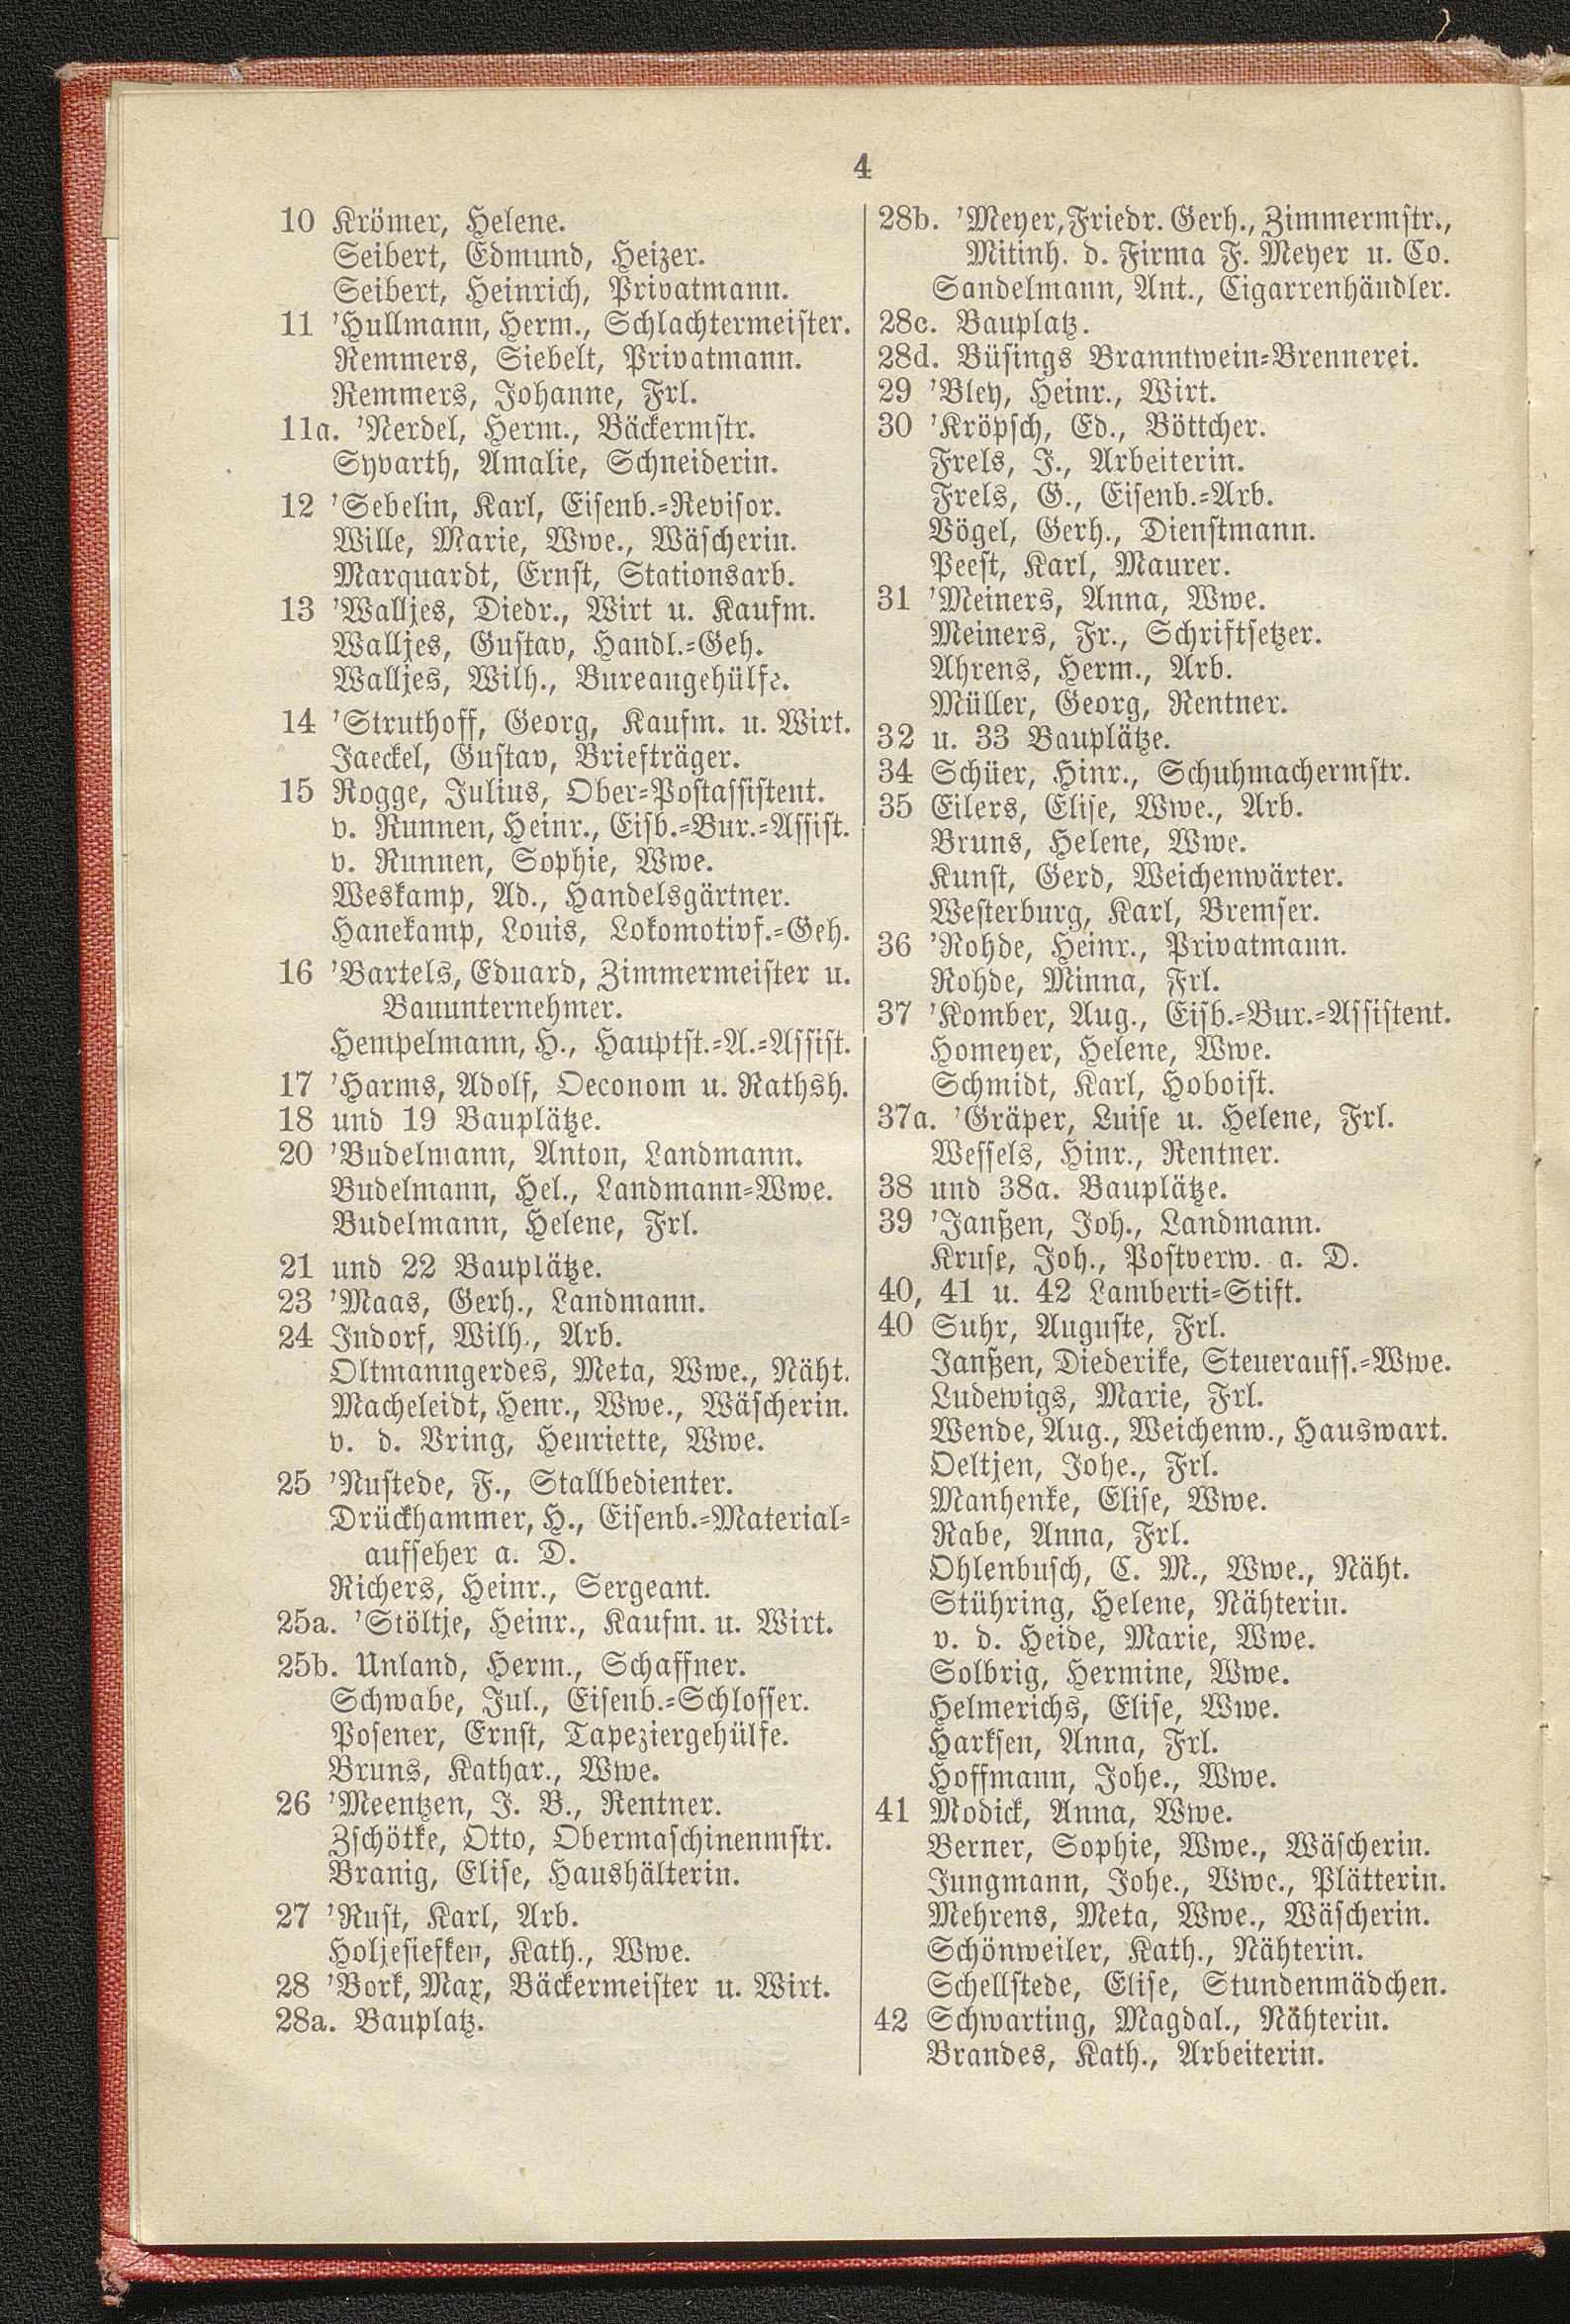 4
10 Krömer, Helene.
Seibert, Edmund, Heizer.
Seibert, Heinrich, Privatmann.
11 'Hullmann, Herm., Schlachtermeister.
Remmers, Siebelt, Privatmann.
Remmers, Johanne, Frl.
11a. 'Nerdel, Herm., Bäckermstr.
Syvarth, Amalie, Schneiderin.
12 'Sebelin, Karl, Eisenb.-Revisor.
Wille, Marie, Wwe., Wäscherin.
Marquardt, Ernst, Stationsarb.
13 'Walljes, Diedr., Wirt u. Kaufm.
Walljes, Gustav, Handl.-Geh.
Walljes, Wilh., Bureaugehülfe.
14 'Struthoff, Georg, Kaufm. u. Wirt.
Jaeckel, Gustav, Briefträger.
15 Rogge, Julius, Ober-Postassistent.
v. Runnen, Heinr., Eisb.-Bur.-Assist.
v. Runnen, Sophie, Wwe.
Weskamp, Ad., Handelsgärtner.
Hanekamp, Louis, Lokomotivf.-Geh.
16 'Bartels, Eduard, Zimmermeister u.
Bauunternehmer.
Hempelmann, H., Hauptst.-A.-Assist.
17 'Harms, Adolf, Oeconom u. Rathsh.
18 und 19 Bauplätze.
20 'Budelmann, Anton, Landmann.
Budelmann, Hel., Landmann-Wwe.
Budelmann, Helene, Frl.
21 und 22 Bauplätze.
23 'Maas, Gerh., Landmann.
24 Indorf, Wilh., Arb.
Oltmanngerdes, Meta, Wwe., Näht.
Macheleidt, Henr., Wwe., Wäscherin.
v. d. Vring, Henriette, Wwe.
25 'Nustede, F., Stallbedienter.
Drückhammer, H., Eisenb.-Material-
aufseher a. D.
Richers, Heinr., Sergeant.
25a. 'Stöltje, Heinr., Kaufm. u. Wirt.
25b. Unland, Herm., Schaffner.
Schwabe, Jul., Eisenb.-Schlosser.
Posener, Ernst, Tapeziergehülfe.
Bruns, Kathar., Wwe.
26 'Meentzen, J. B., Rentner.
Zschötke, Otto, Obermaschinenmstr.
Branig, Elise, Haushälterin.
27 'Rust, Karl, Arb.
Holjesiefken, Kath., Wwe.
28 'Bork, Max, Bäckermeister u. Wirt.
28a. Bauplatz.
28b. 'Meyer, Friedr. Gerh., Zimmermstr.,
Mitinh. d. Firma F. Meyer u. Co.
Sandelmann, Ant., Cigarrenhändler.
28c. Bauplatz.
28d. Büsings Branntwein-Brennerei.
29 'Bley, Heinr., Wirt.
30 'Kröpsch, Ed., Böttcher.
Frels, J., Arbeiterin.
Frels, G., Eisenb.-Arb.
Vögel, Gerh., Dienstmann.
Peest, Karl, Maurer.
31 'Meiners, Anna, Wwe.
Meiners, Fr., Schriftsetzer.
Ahrens, Herm., Arb.
Müller, Georg, Rentner.
32 u. 33 Bauplätze.
34 Schüer, Hinr., Schuhmachermstr.
35 Eilers, Elise, Wwe., Arb.
Bruns, Helene, Wwe.
Kunst, Gerd, Weichenwärter.
Westerburg, Karl, Bremser.
36 'Rohde, Heinr., Privatmann.
Rohde, Minna, Frl.
37 'Komber, Aug., Eisb.-Bur.-Assistent.
Homeyer, Helene, Wwe.
Schmidt, Karl, Hoboist.
37a. 'Gräper, Luise u. Helene, Frl.
Wessels, Hinr., Rentner.
38 und 38a. Bauplätze.
39 'Janßen, Joh., Landmann.
Kruse, Joh., Postverw. a. D.
40, 41 u. 42 Lamberti-Stift.
40 Suhr, Auguste, Frl.
Janßen, Diederike, Steueraufs.-Wwe.
Ludewigs, Marie, Frl.
Wende, Aug., Weichenw., Hauswart.
Oeltjen, Johe., Frl.
Manhenke, Elise, Wwe.
Rabe, Anna, Frl.
Ohlenbusch, C. M., Wwe., Näht.
Stühring, Helene, Nähterin.
v. d. Heide, Marie, Wwe.
Solbrig, Hermine, Wwe.
Helmerichs, Elise, Wwe.
Harksen, Anna, Frl.
Hoffmann, Johe., Wwe.
41 Modick, Anna, Wwe.
Berner, Sophie, Wwe., Wäscherin.
Jungmann, Johe., Wwe., Plätterin.
Mehrens, Meta, Wwe., Wäscherin.
Schönweiler, Kath., Nähterin.
Schellstede, Elise, Stundenmädchen.
42 Schwarting, Magdal., Nähterin.
Brandes, Kath., Arbeiterin.